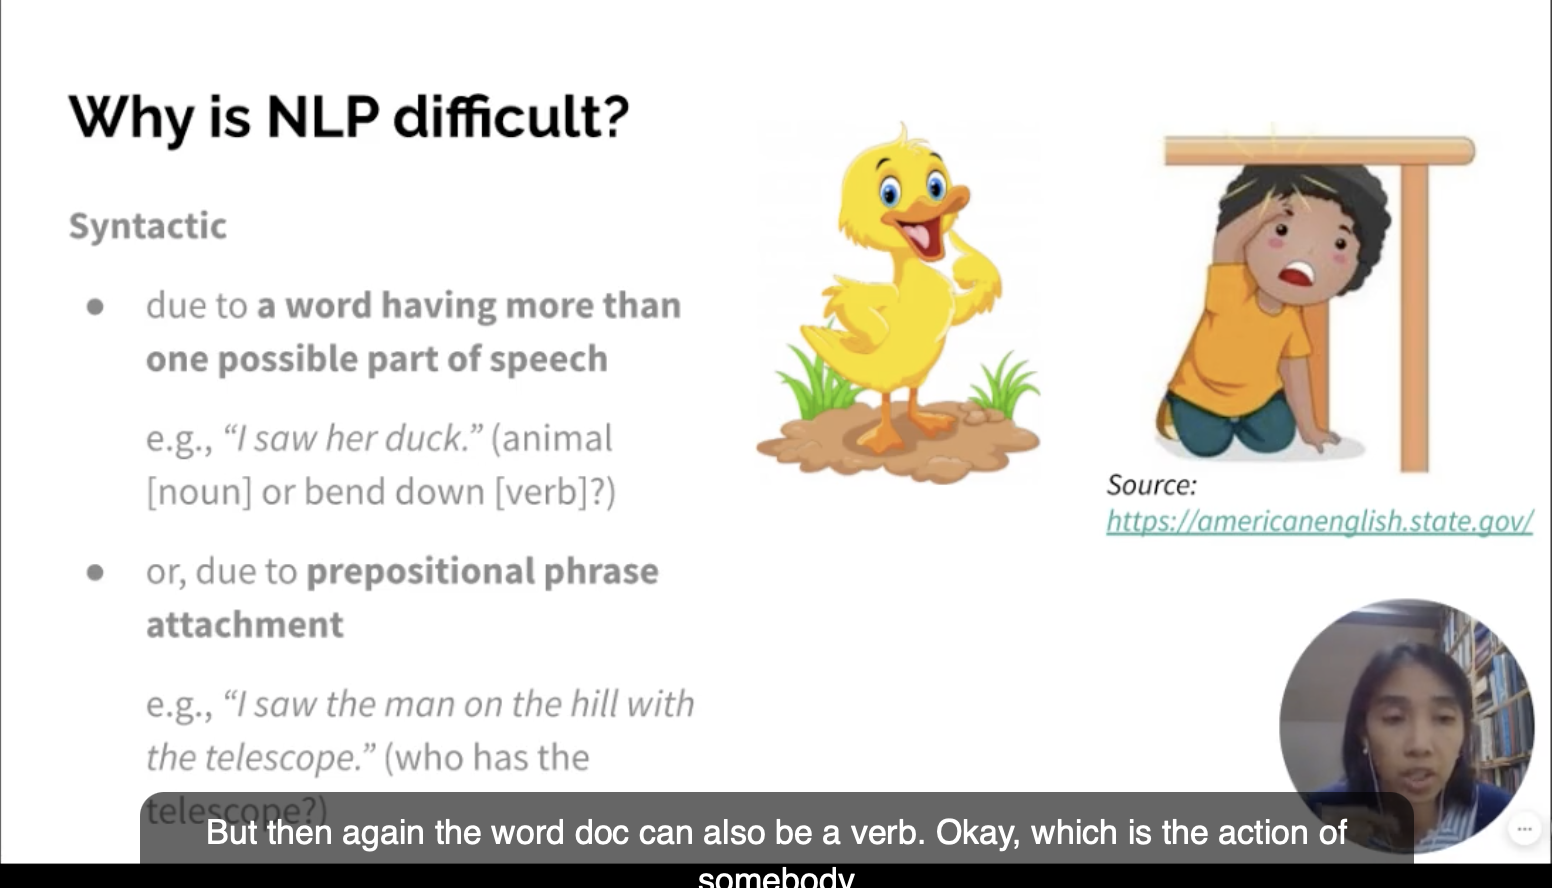 Why is NLP difficult?
Syntactic
● due to a word having more than
one possible part of speech
e.g., “I saw her duck.” (animal
[noun] or bend down [verb]?)
● or, due to prepositional phrase
attachment
e.g., “I saw the man on the hill with
the telescope.” (who has the
telescope?)
Source:
https://americanenglish.state.gov/
But then again the word doc can also be a verb. Okay, which is the action of
somebody